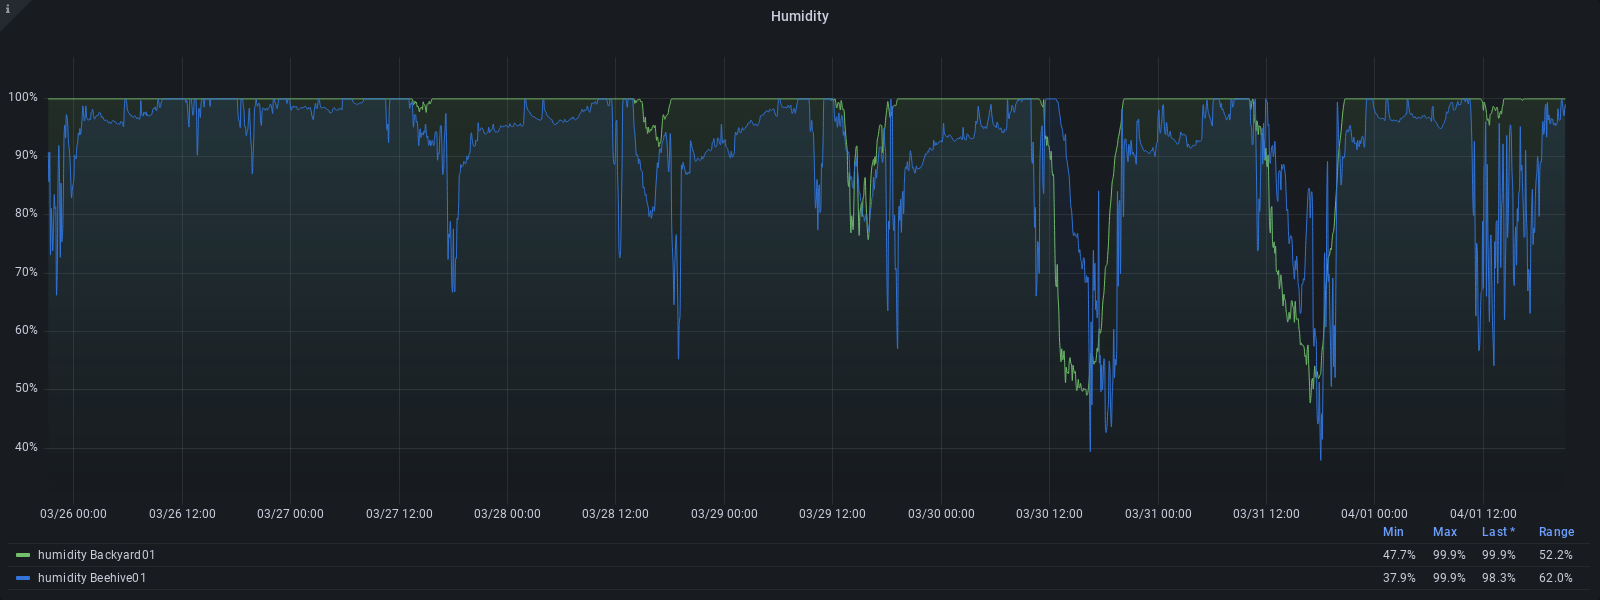 i
Humidity
100%
90%
80%
70%
60%
50%
40%
03/26 00:00 03/26 12:00 03/27 00:00 03/27 12:00 03/28 00:00 03/28 12:00 03/29 00:00 03/29 12:00 03/30 00:00 03/30 12:00 03/31 00:00 03/31 12:00 04/01 00:00 04/01 12:00
Min Max Last * Range
humidity Backyard01 47.7% 99.9% 99.9% 52.2%
humidity Beehive01 37.9% 99.9% 98.3% 62.0%